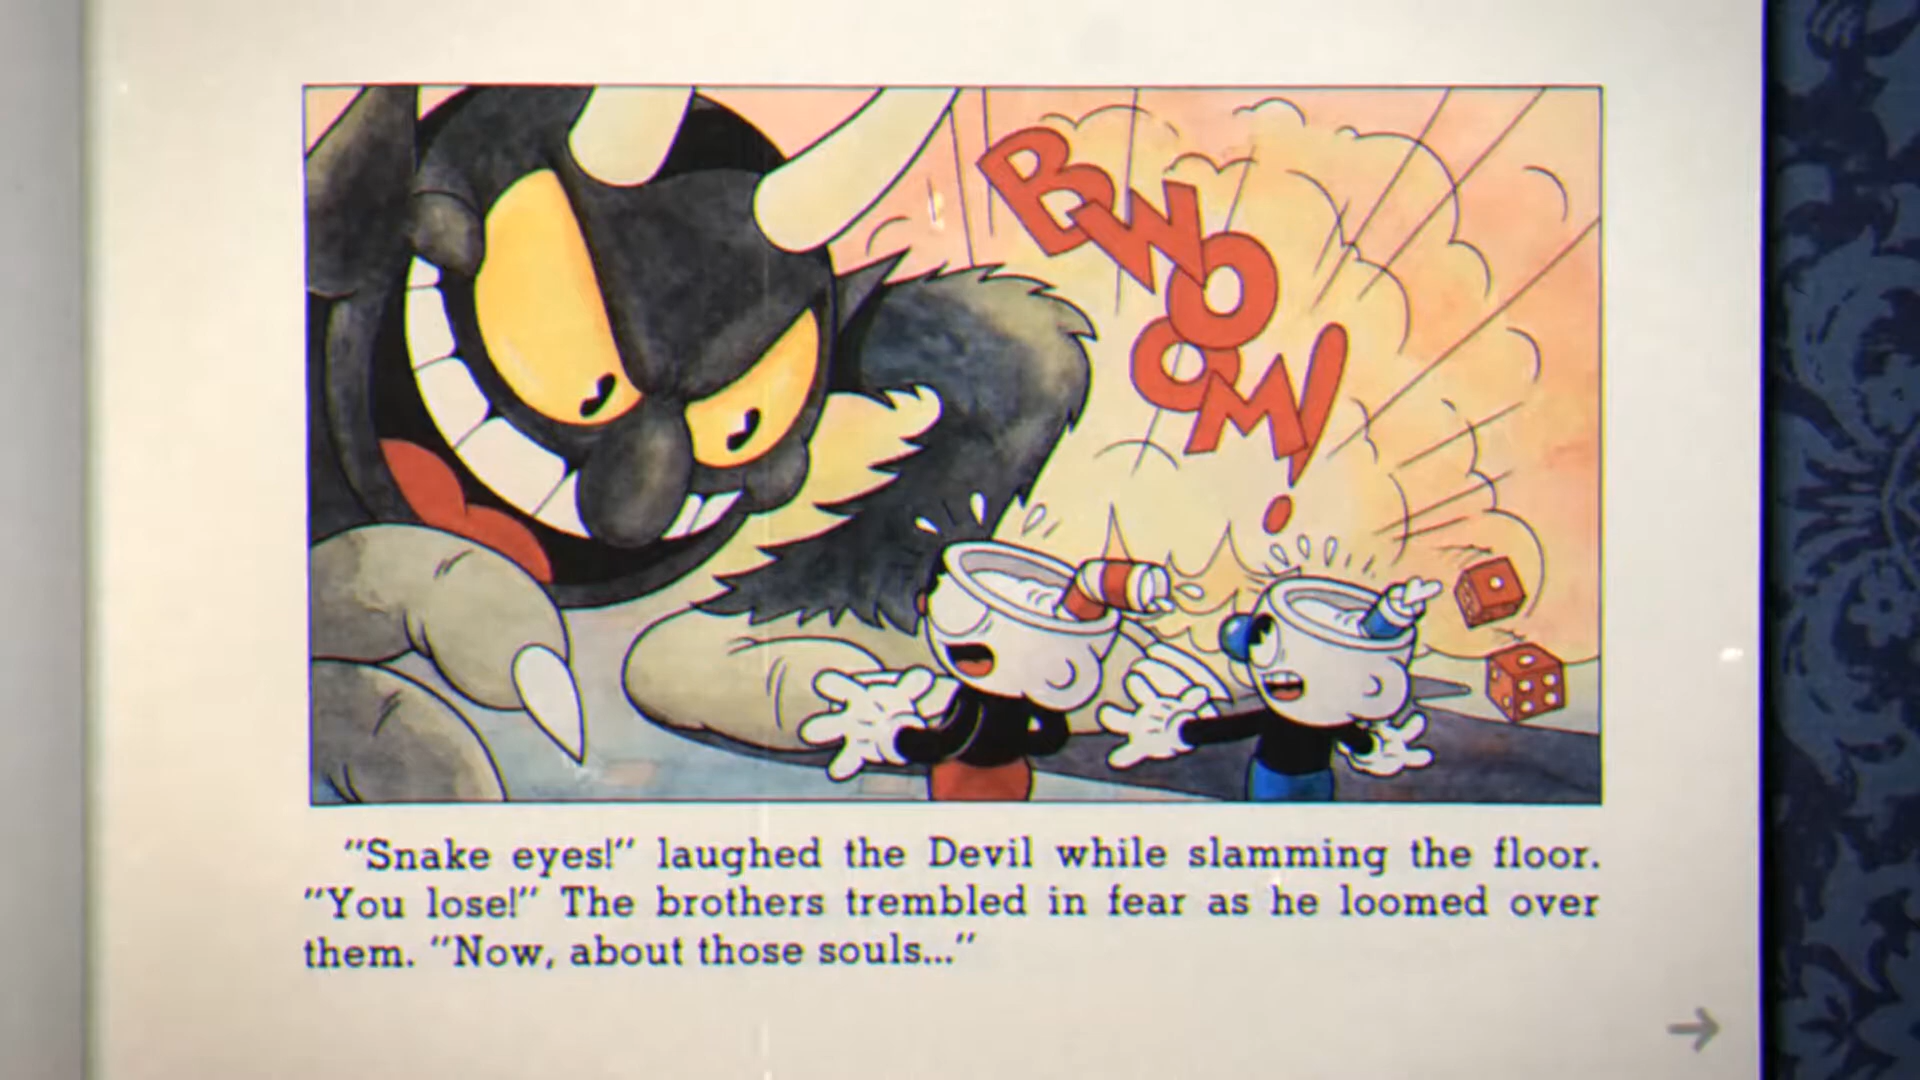 BWOOM!
"Snake eyes!" laughed the Devil while slamming the floor.
"You lose!" The brothers trembled in fear as he loomed over
them. "Now, about those souls..."